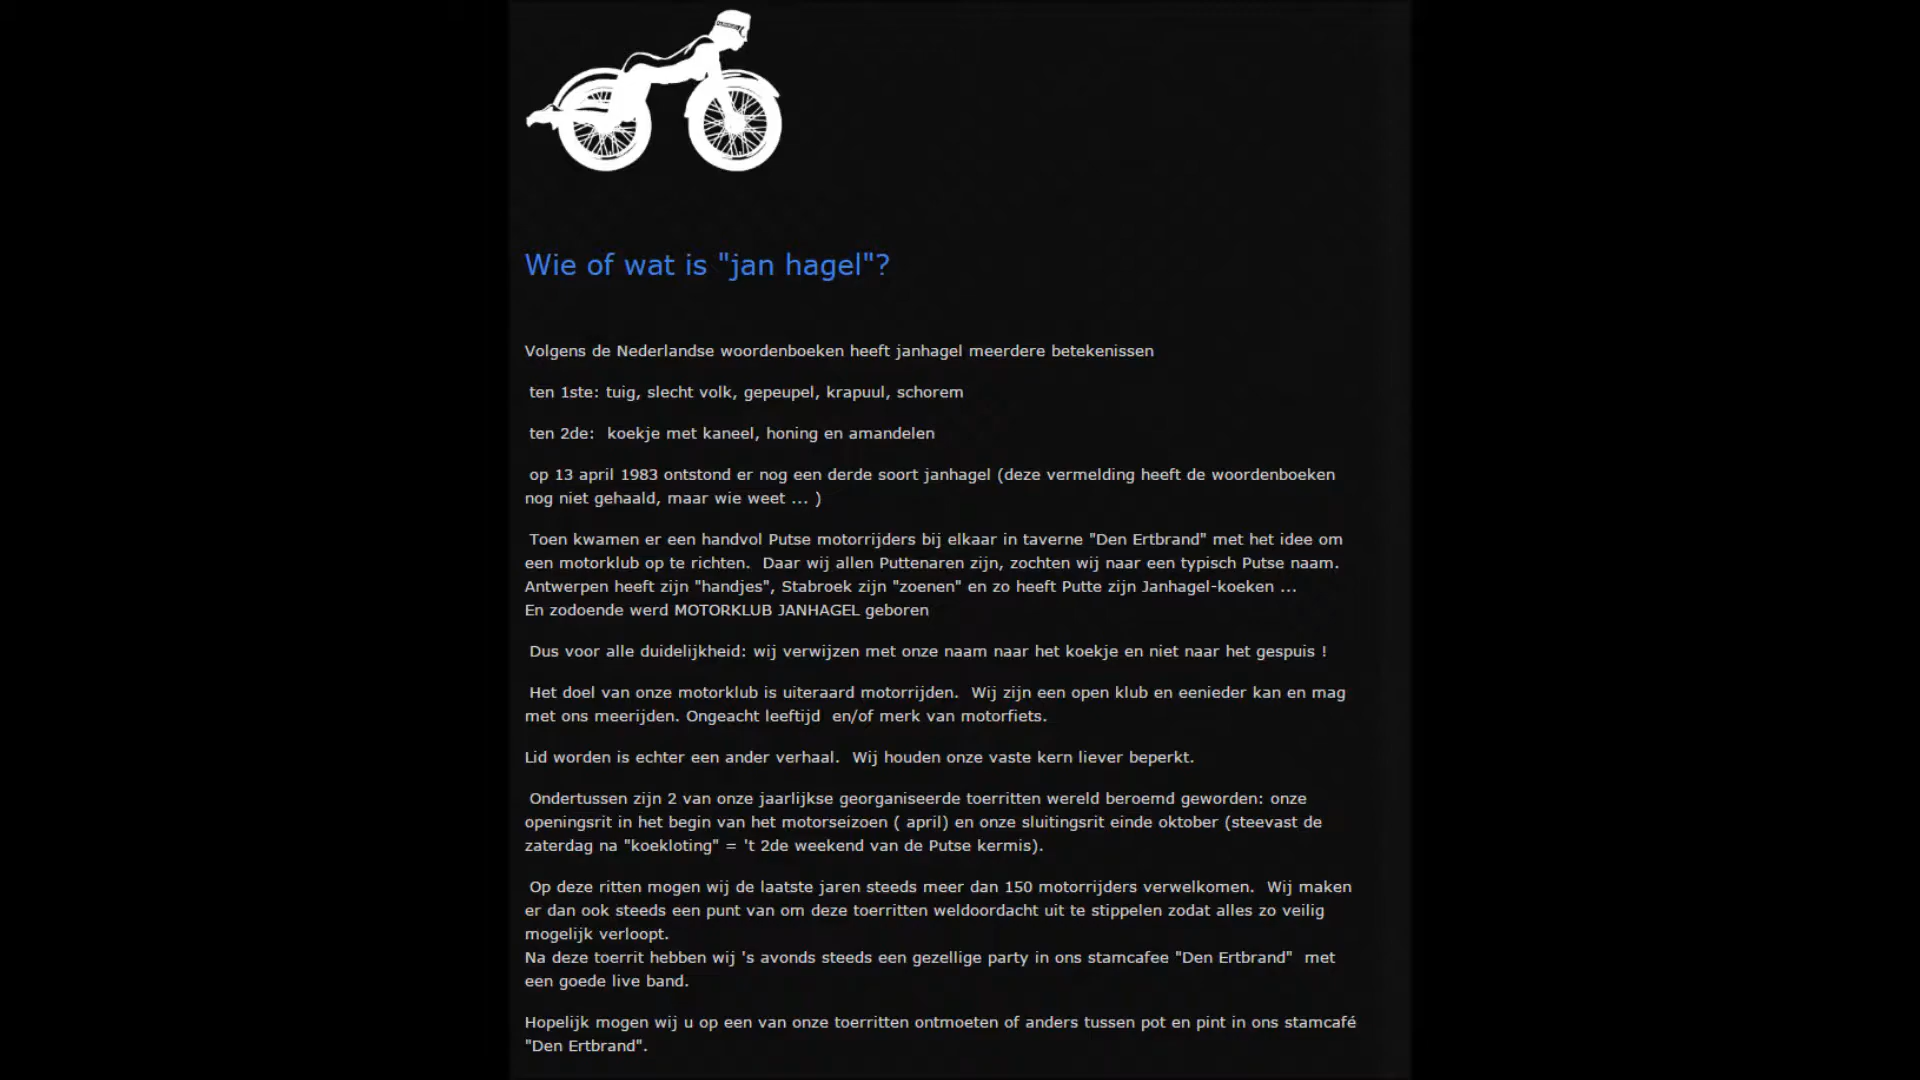 Wie of wat is "jan hagel"?
Volgens de Nederlandse woordenboeken heeft janhagel meerdere betekenissen
ten 1ste: tuig, slecht volk, gepeupel, krapuul, schorem
ten 2de:  koekje met kaneel, honing en amandelen
op 13 april 1983 ontstond er nog een derde soort janhagel (deze vermelding heeft de woordenboeken
nog niet gehaald, maar wie weet ... )
Toen kwamen er een handvol Putse motorrijders bij elkaar in taverne "Den Ertbrand" met het idee om
een motorklub op te richten.  Daar wij allen Puttenaren zijn, zochten wij naar een typisch Putse naam.
Antwerpen heeft zijn "handjes", Stabroek zijn "zoenen" en zo heeft Putte zijn Janhagel-koeken ...
En zodoende werd MOTORKLUB JANHAGEL geboren
Dus voor alle duidelijkheid: wij verwijzen met onze naam naar het koekje en niet naar het gespuis !
Het doel van onze motorklub is uiteraard motorrijden.  Wij zijn een open klub en eenieder kan en mag
met ons meerijden. Ongeacht leeftijd  en/of merk van motorfiets.
Lid worden is echter een ander verhaal.  Wij houden onze vaste kern liever beperkt.
Ondertussen zijn 2 van onze jaarlijkse georganiseerde toerritten wereld beroemd geworden: onze
openingsrit in het begin van het motorseizoen ( april) en onze sluitingsrit einde oktober (steevast de
zaterdag na "koekloting" = 't 2de weekend van de Putse kermis).
Op deze ritten mogen wij de laatste jaren steeds meer dan 150 motorrijders verwelkomen.  Wij maken
er dan ook steeds een punt van om deze toerritten weldoordacht uit te stippelen zodat alles zo veilig
mogelijk verloopt.
Na deze toerrit hebben wij 's avonds steeds een gezellige party in ons stamcafee "Den Ertbrand"  met
een goede live band.
Hopelijk mogen wij u op een van onze toerritten ontmoeten of anders tussen pot en pint in ons stamcafé
"Den Ertbrand".